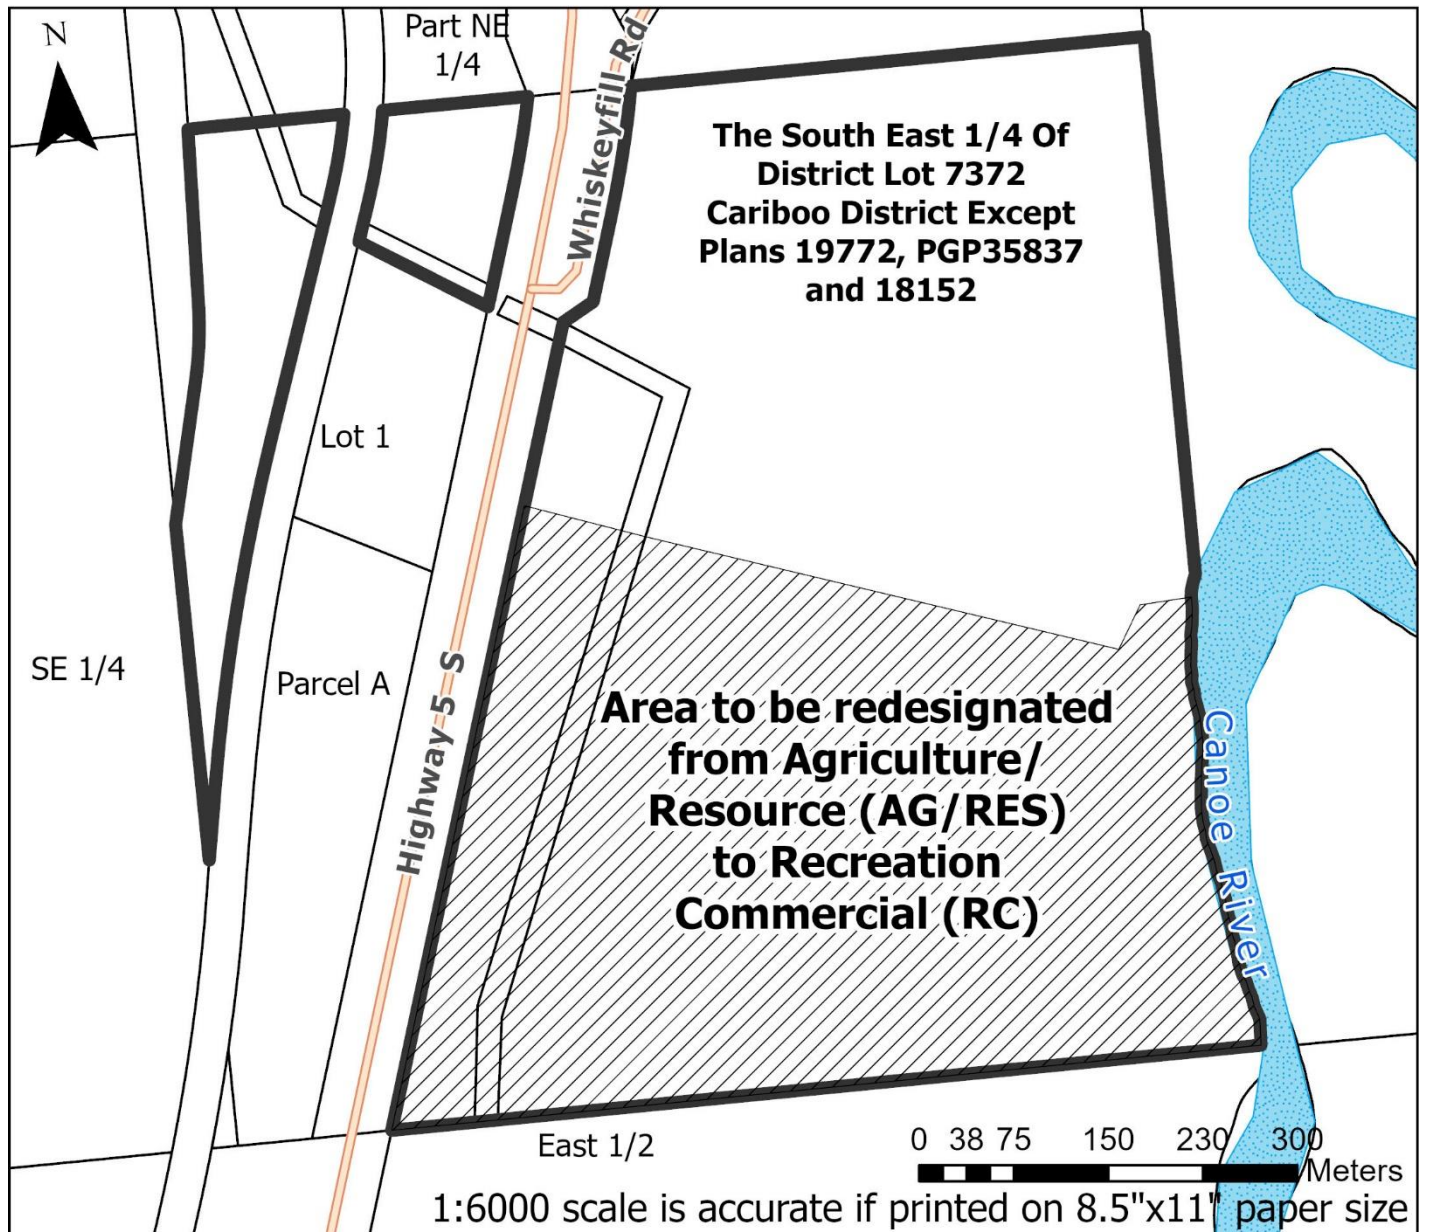 N
Part NE
1/4
Whiskeyfill Rd
The South East 1/4 Of
District Lot 7372
Cariboo District Except
Plans 19772, PGP35837
and 18152
Lot 1
SE 1/4
Parcel A
Highway 5 S
Area to be redesignated
from Agriculture/
Resource (AG/RES)
to Recreation
Commercial (RC)
Canoe River
East 1/2
0 38 75 150 230 300
Meters
1:6000 scale is accurate if printed on 8.5"x11" paper size